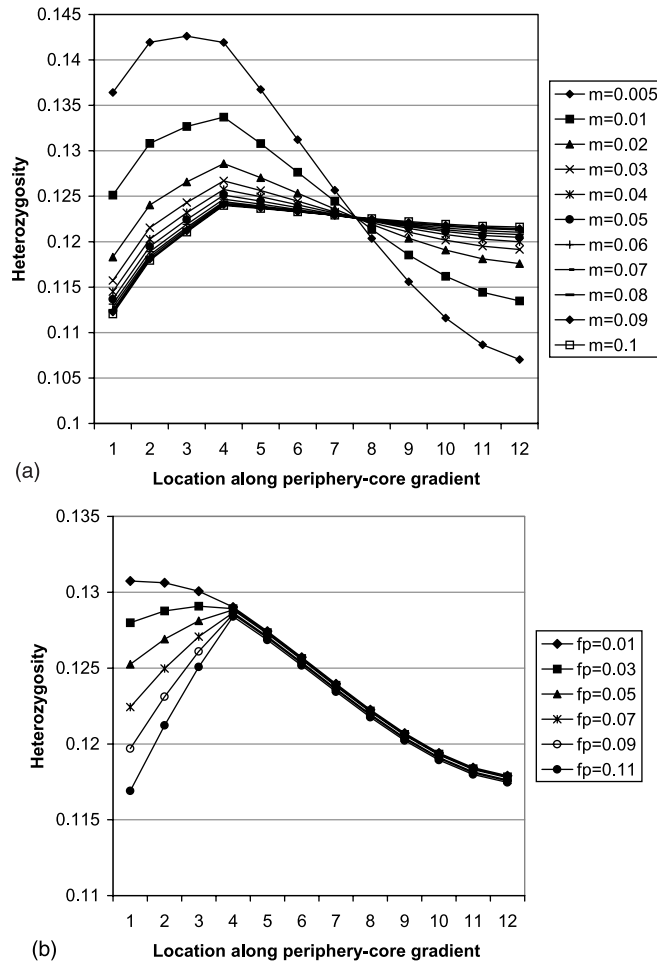 0.145
0.14
0.135
0.13
0.125
0.12
0.115
0.11
0.105
0.1
Heterozygosity
1 2 3 4 5 6 7 8 9 10 11 12
Location along periphery-core gradient
m=0.005
m=0.01
m=0.02
m=0.03
m=0.04
m=0.05
m=0.06
m=0.07
m=0.08
m=0.09
m=0.1
(a)
0.135
0.13
0.125
0.12
0.115
0.11
Heterozygosity
1 2 3 4 5 6 7 8 9 10 11 12
Location along periphery-core gradient
fp=0.01
fp=0.03
fp=0.05
fp=0.07
fp=0.09
fp=0.11
(b)